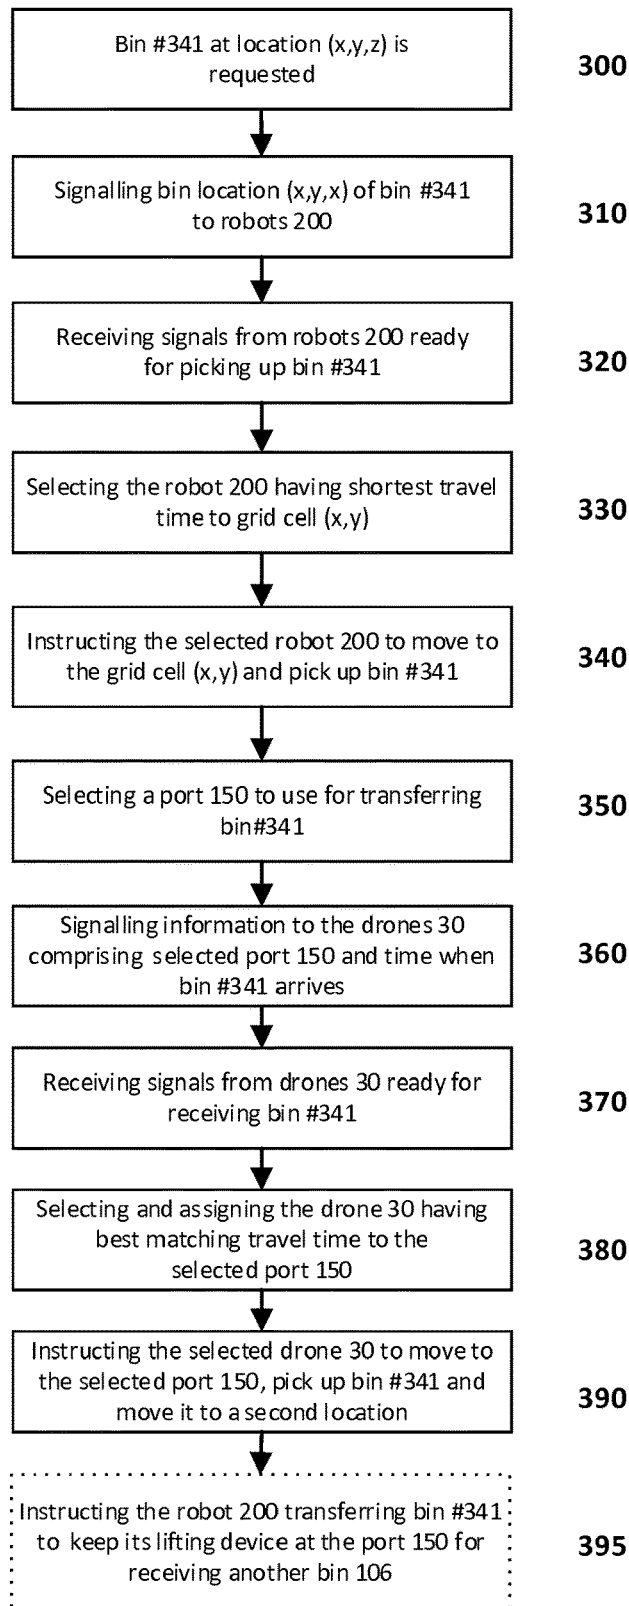 Bin #341 at location (x,y,z) is
requested
300
Signalling bin location (x,y,x) of bin #341
to robots 200
310
Receiving signals from robots 200 ready
for picking up bin #341
320
Selecting the robot 200 having shortest travel
time to grid cell (x,y)
330
Instructing the selected robot 200 to move to
the grid cell (x,y) and pick up bin #341
340
Selecting a port 150 to use for transferring
bin#341
350
Signalling information to the drones 30
comprising selected port 150 and time when
bin #341 arrives
360
Receiving signals from drones 30 ready for
receiving bin #341
370
Selecting and assigning the drone 30 having
best matching travel time to the
selected port 150
380
Instructing the selected drone 30 to move to
the selected port 150, pick up bin #341 and
move it to a second location
390
Instructing the robot 200 transferring bin #341
to keep its lifting device at the port 150 for
receiving another bin 106
395